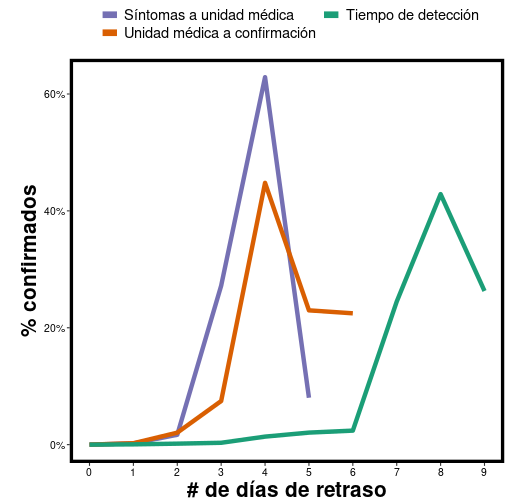 Síntomas a unidad médica
Tiempo de detección
Unidad médica a confirmación
60%
40%
20%
0%
% confirmados
0 1 2 3 4 5 6 7 8 9
# de días de retraso